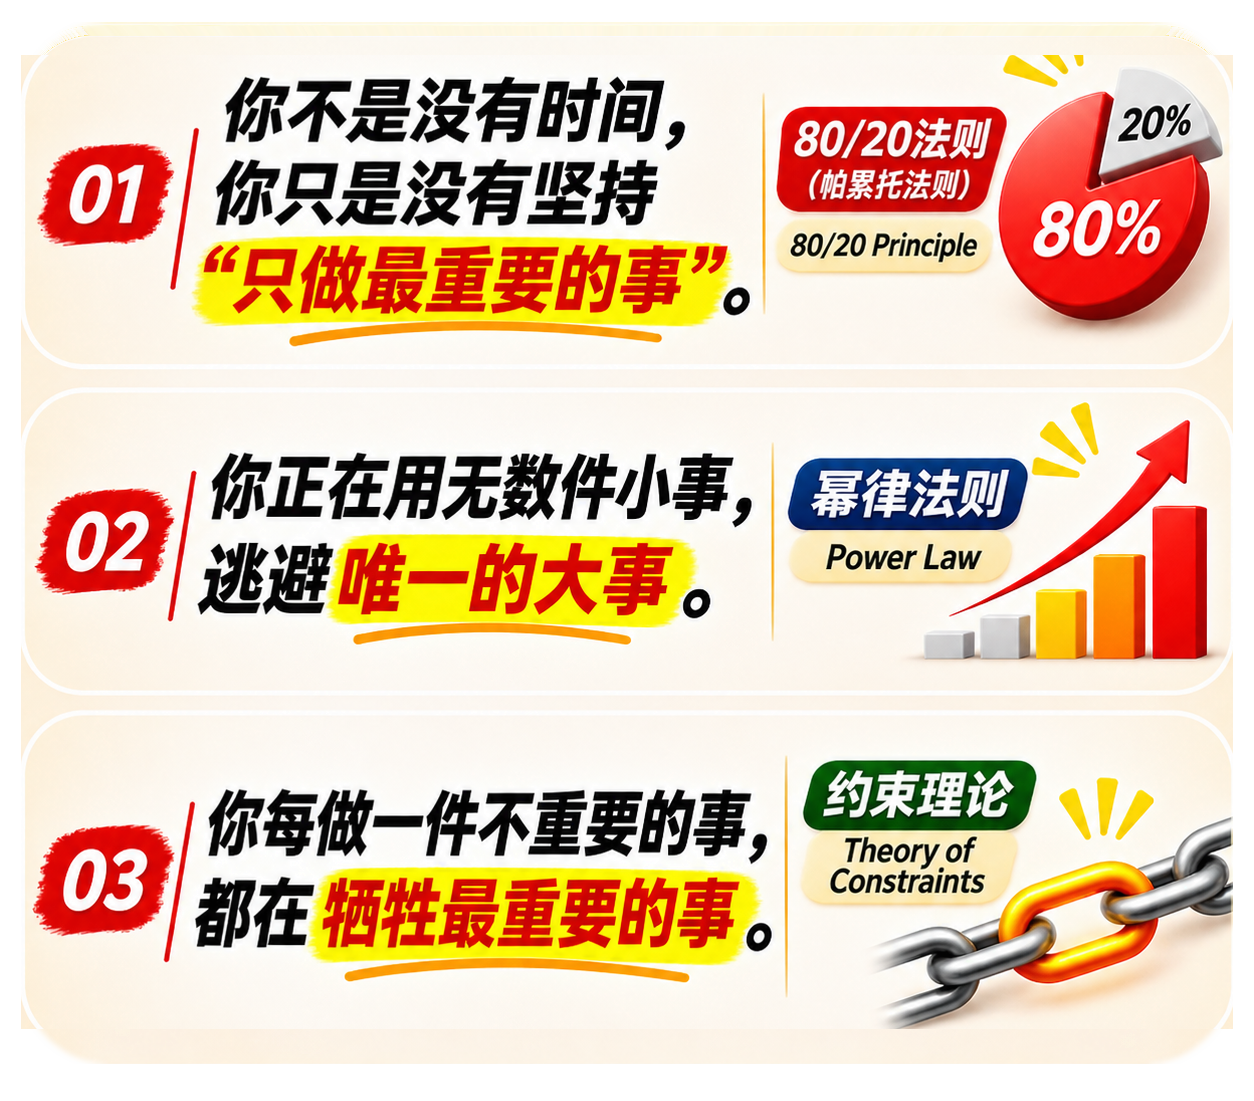 01
你不是没有时间，
你只是没有坚持
“只做最重要的事”。
80/20法则
（帕累托法则）
80/20 Principle
20%
80%
02
你正在用无数件小事，
逃避唯一的大事。
幂律法则
Power Law
03
你每做一件不重要的事，
都在牺牲最重要的事。
约束理论
Theory of
Constraints